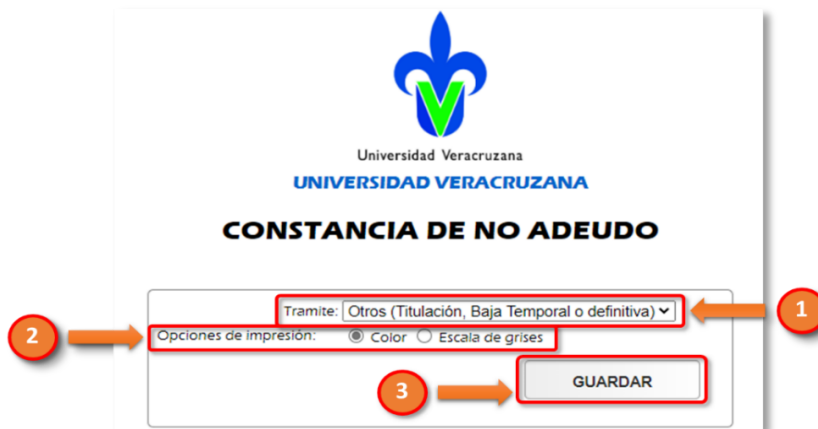 Universidad Veracruzana
UNIVERSIDAD VERACRUZANA
CONSTANCIA DE NO ADEUDO
Tramite: Otros (Titulación, Baja Temporal o definitiva)
1
2
Opciones de impresión: Color Escala de grises
3
GUARDAR